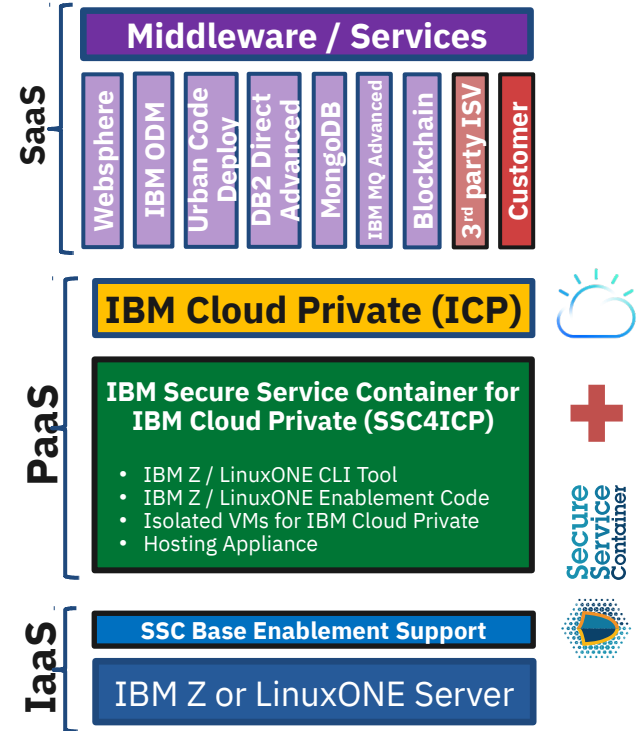 SaaS
Middleware / Services
Websphere
IBM ODM
Urban Code
Deploy
DB2 Direct
Advanced
MongoDB
IBM MQ Advanced
Blockchain
3rd party ISV
Customer
PaaS
IBM Cloud Private (ICP)
IBM Secure Service Container for
IBM Cloud Private (SSC4ICP)
• IBM Z / LinuxONE CLI Tool
• IBM Z / LinuxONE Enablement Code
• Isolated VMs for IBM Cloud Private
• Hosting Appliance
Secure
Service
Container
IaaS
SSC Base Enablement Support
IBM Z or LinuxONE Server